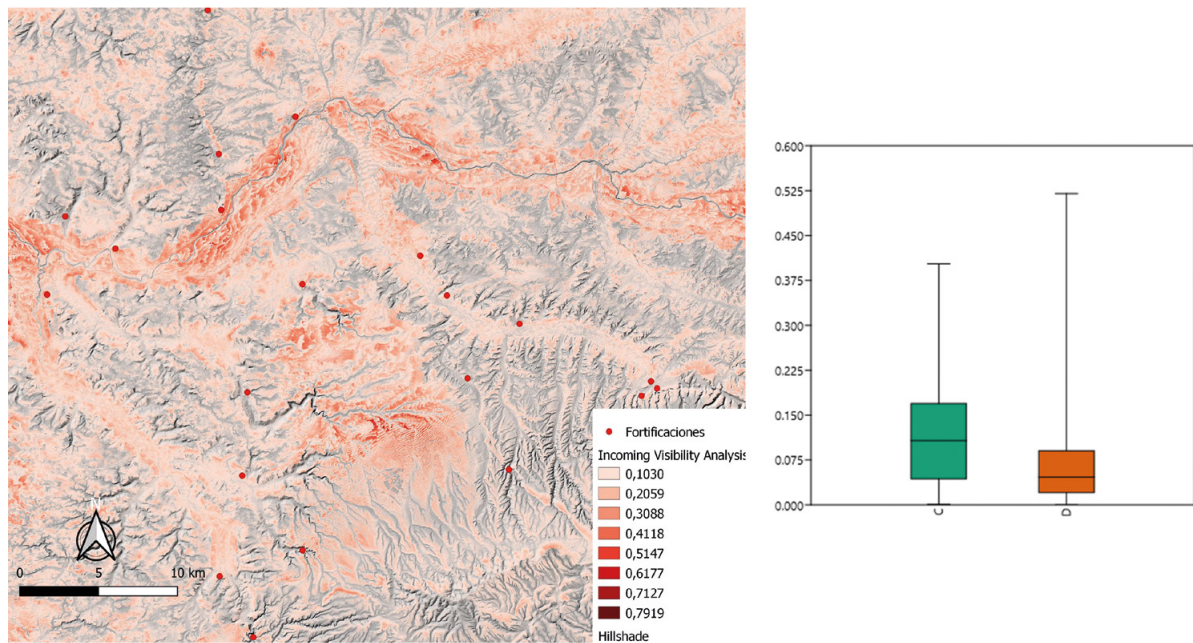 N
0 5 10 km
Fortificaciones
Incoming Visibility Analysis
0,1030
0,2059
0,3088
0,4118
0,5147
0,6177
0,7127
0,7919
Hillshade
0.600
0.525
0.450
0.375
0.300
0.225
0.150
0.075
0.000
C
D